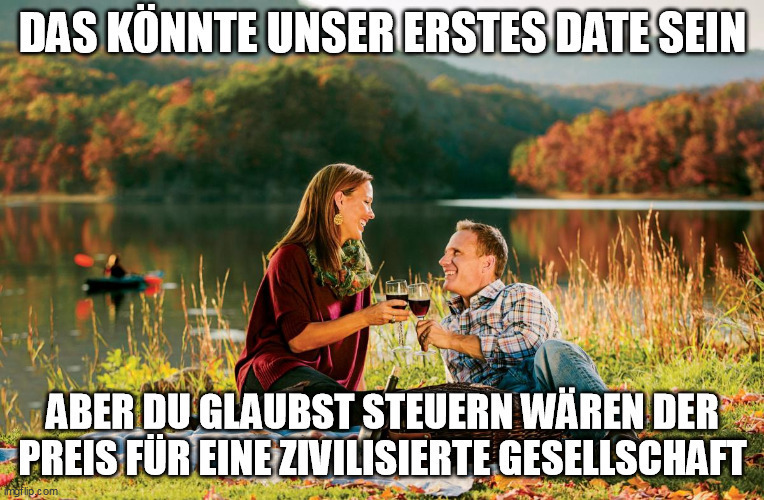 DAS KÖNNTE UNSER ERSTES DATE SEIN
ABER DU GLAUBST STEUERN WÄREN DER
PREIS FÜR EINE ZIVILISIERTE GESELLSCHAFT
imgflip.com